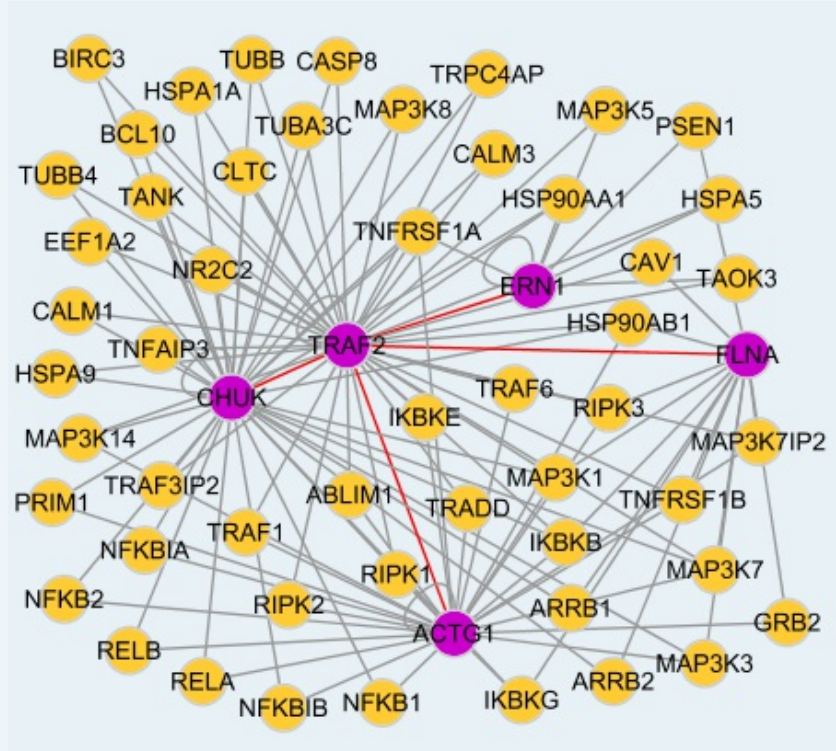 BIRC3
TUBB
CASP8
TRPC4AP
HSPA1A
MAP3K8
MAP3K5
PSEN1
BCL10
TUBA3C
CALM3
TUBB4
CLTC
TANK
HSP90AA1
HSPA5
EEF1A2
TNFRSF1A
NR2C2
CAV1
TAOK3
ERN1
CALM1
HSP90AB1
TNFAIP3
TRAF2
FLNA
HSPA9
CHUK
TRAF6
IKBKE
RIPK3
MAP3K14
MAP3K7IP2
MAP3K1
TRAF3IP2
ABLIM1
TNFRSF1B
PRIM1
TRADD
TRAF1
NFKBIA
IKBKB
RIPK1
MAP3K7
NFKB2
RIPK2
ARRB1
GRB2
ACTG1
RELB
MAP3K3
RELA
ARRB2
NFKBIB
NFKB1
IKBKG